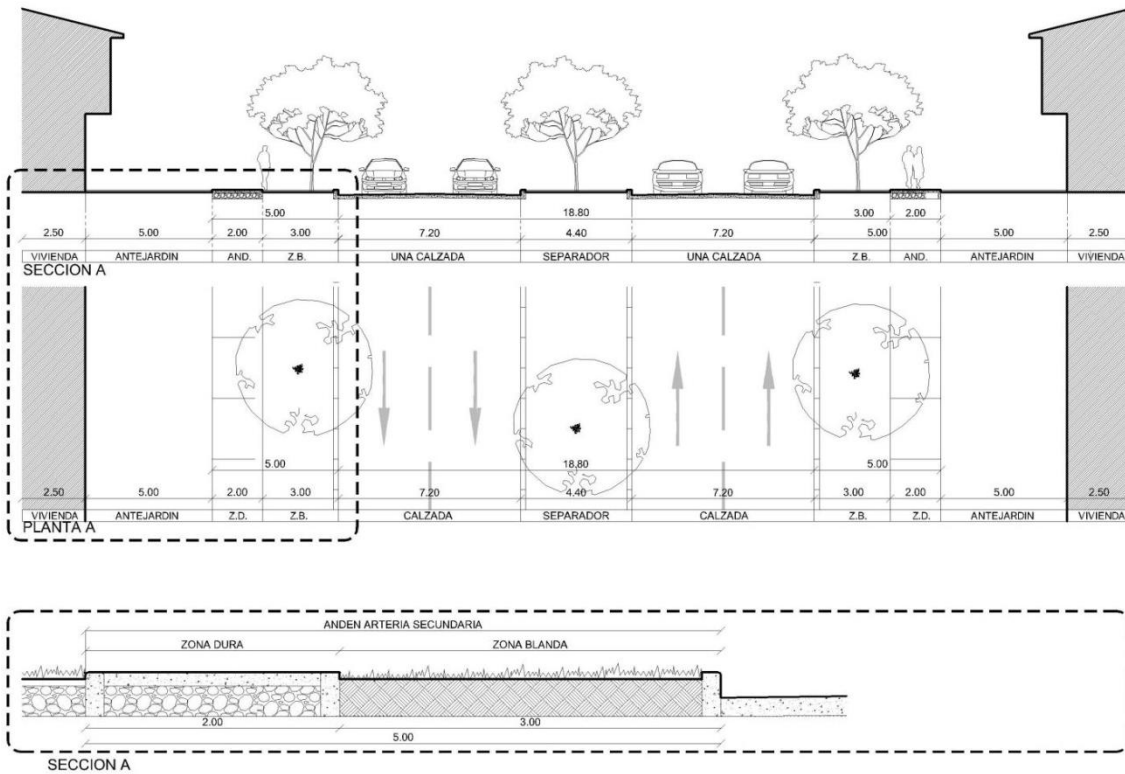 5.00 18.80 3.00 2.00
2.50 5.00 2.00 3.00 7.20 4.40 7.20 5.00 5.00 2.50
VIVIENDA ANTEJARDIN AND. Z.B. UNA CALZADA SEPARADOR UNA CALZADA Z.B. AND. ANTEJARDIN VIVIENDA
SECCION A
5.00 18.80 5.00
2.50 5.00 2.00 3.00 7.20 4.40 7.20 3.00 2.00 5.00 2.50
VIVIENDA ANTEJARDIN Z.D. Z.B. CALZADA SEPARADOR CALZADA Z.B. Z.D. ANTEJARDIN VIVIENDA
PLANTA A
ANDEN ARTERIA SECUNDARIA
ZONA DURA ZONA BLANDA
2.00 3.00
5.00
SECCION A